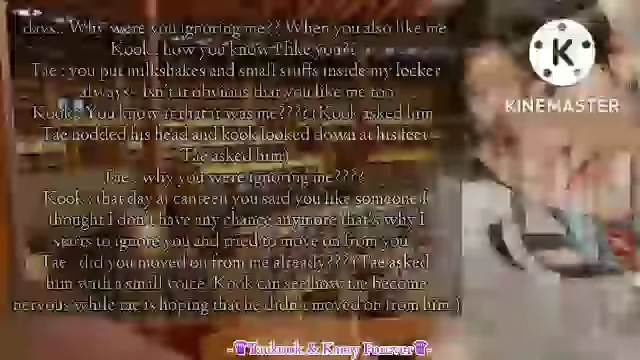 days.. Why were you ignoring me?? When you also like me
Kook : how you know I like you?(
Tae : you put milkshakes and small stuffs inside my locker
always- Isn't it obvious that you like me too
Kook : You know it that it was me????( Kook asked him
Tae nodded his head and kook looked down at his feet -
Tae asked him)
Tae : why you were ignoring me????
Kook : that day at canteen you said you like someone I
thought I don't have any chance anymore that's why I
starts to ignore you and tried to move on from you
Tae : did you moved on from me already???( Tae asked
him with a small voice. Kook can see how tae become
nervous while he is hoping that he didn't moved on from him )
K
KINEMASTER
-♛Taekook & Forever♛-